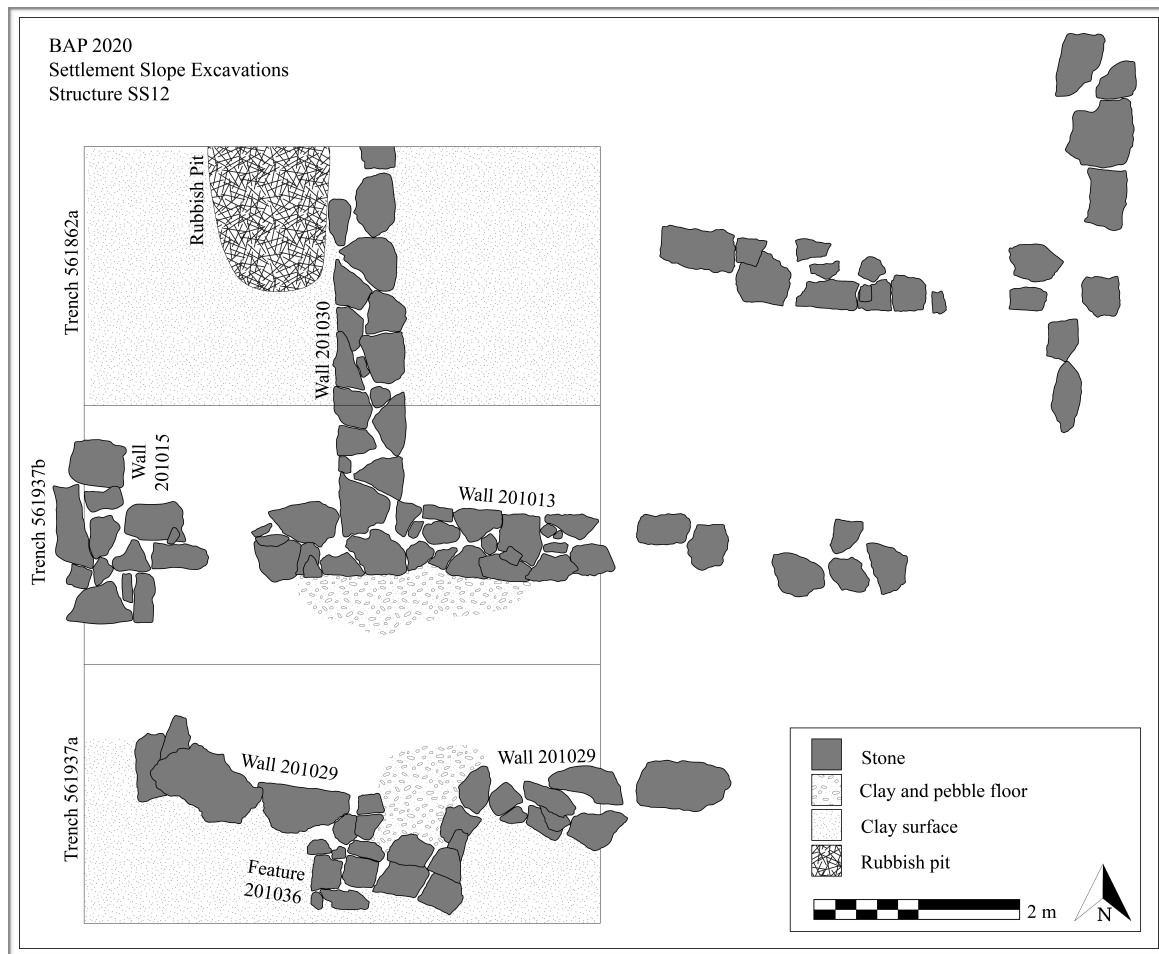 BAP 2020
Settlement Slope Excavations
Structure SS12
Rubbish Pit
Trench 561862a
Wall 201030
Wall
201015
Trench 561937b
Wall 201013
Trench 561937a
Wall 201029
Wall 201029
Feature
201036
Stone
Clay and pebble floor
Clay surface
Rubbish pit
2 m
N